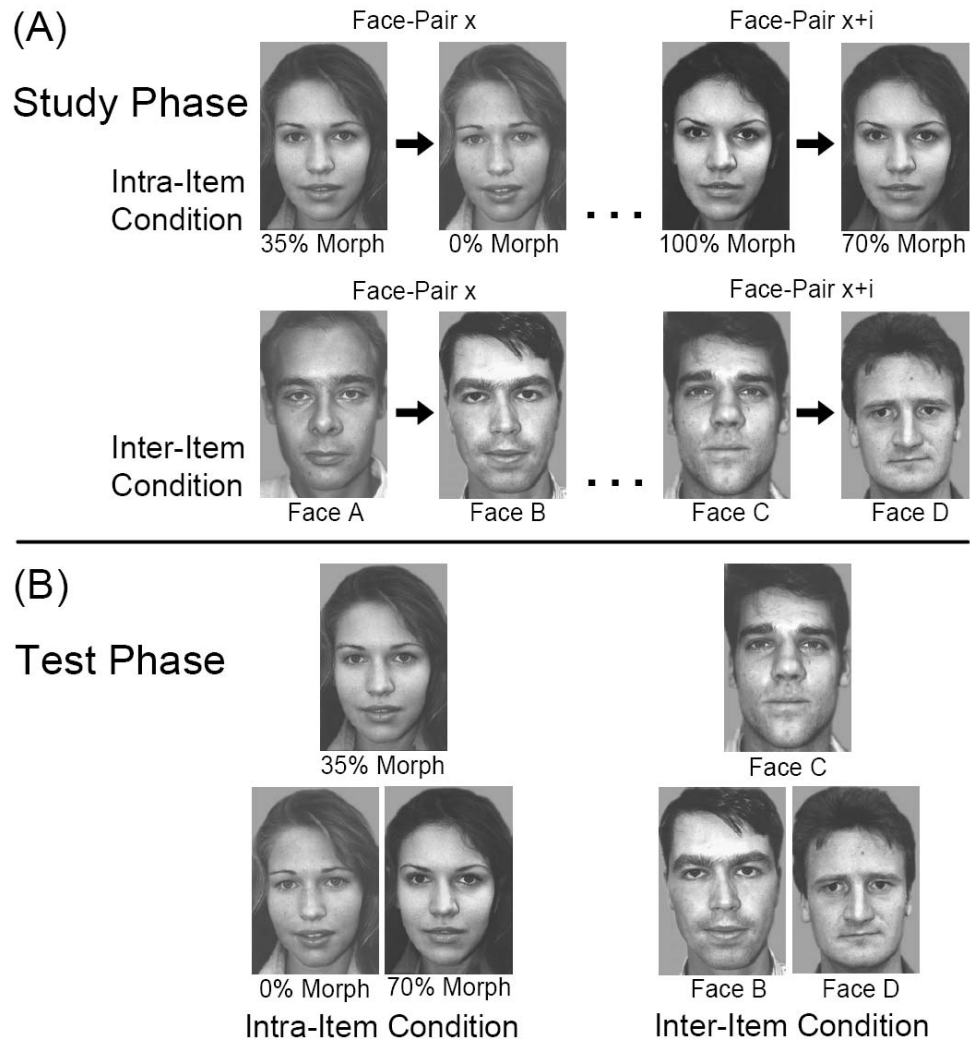 (A)
Face-Pair x
Face-Pair x+i
Study Phase
Intra-Item
Condition
35% Morph
0% Morph
. . .
100% Morph
70% Morph
Face-Pair x
Face-Pair x+i
Inter-Item
Condition
Face A
Face B
. . .
Face C
Face D
(B)
Test Phase
35% Morph
Face C
0% Morph
70% Morph
Face B
Face D
Intra-Item Condition
Inter-Item Condition